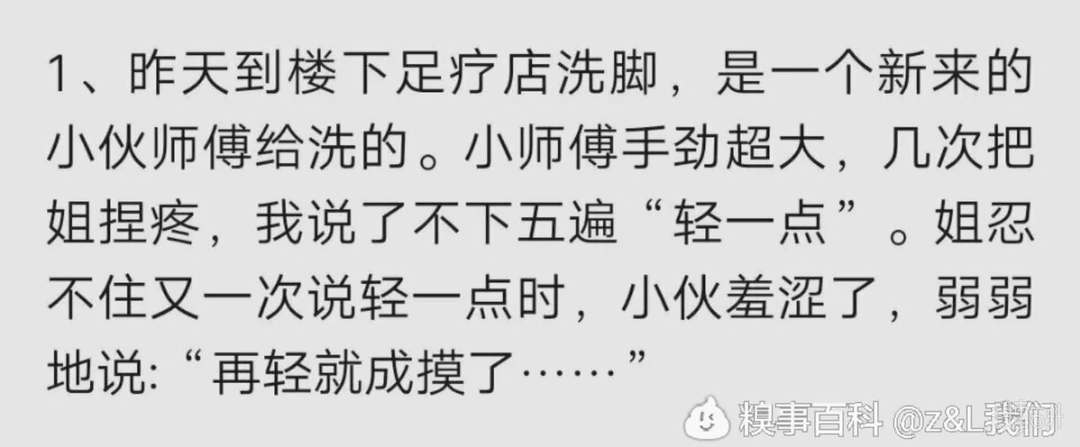 1、昨天到楼下足疗店洗脚，是一个新来的
小伙师傅给洗的。小师傅手劲超大，几次把
姐捏疼，我说了不下五遍“轻一点”。姐忍
不住又一次说轻一点时，小伙羞涩了，弱弱
地说:“再轻就成摸了……”
糗事百科 @z&L我们